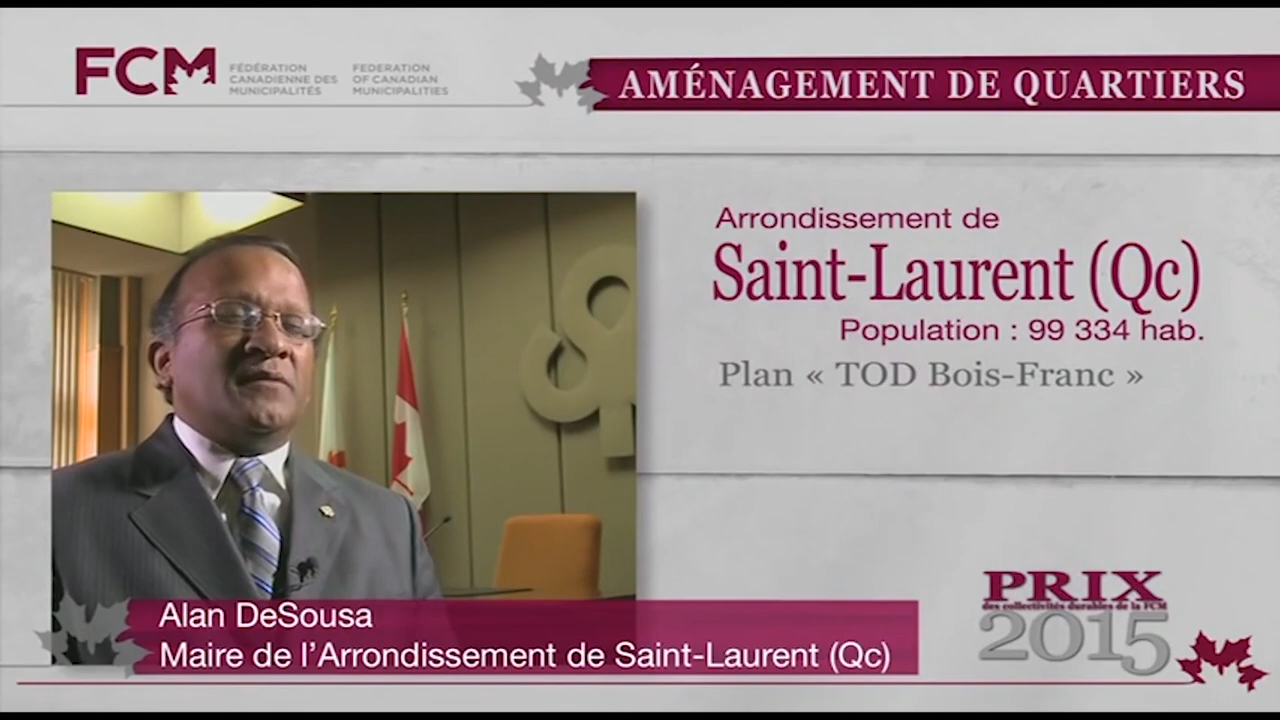 FCM
FÉDÉRATION
CANADIENNE DES
MUNICIPALITÉS
FEDERATION
OF CANADIAN
MUNICIPALITIES
AMÉNAGEMENT DE QUARTIERS
Arrondissement de
Saint-Laurent (Qc)
Population : 99 334 hab.
Plan « TOD Bois-Franc »
Alan DeSousa
Maire de l’Arrondissement de Saint-Laurent (Qc)
PRIX
des collectivités durables de la FCM
2015